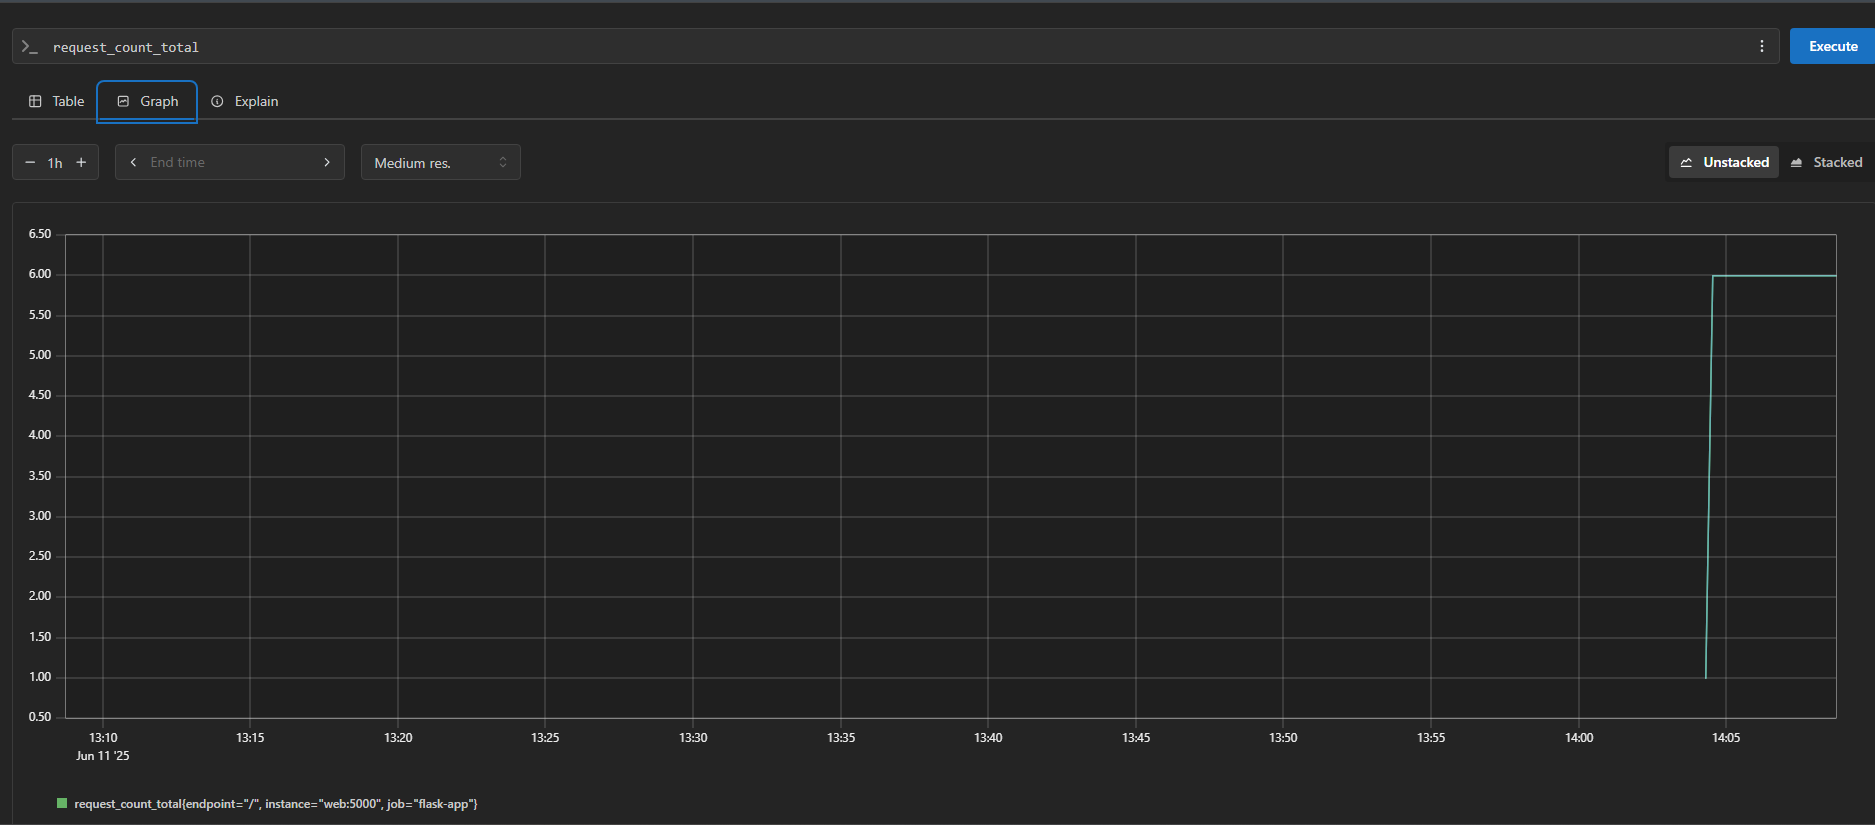 request_count_total
Execute
Table Graph Explain
1h End time Medium res. Unstacked Stacked
6.50
6.00
5.50
5.00
4.50
4.00
3.50
3.00
2.50
2.00
1.50
1.00
0.50
13:10 13:15 13:20 13:25 13:30 13:35 13:40 13:45 13:50 13:55 14:00 14:05
Jun 11 '25
request_count_total{endpoint="/", instance="web:5000", job="flask-app"}